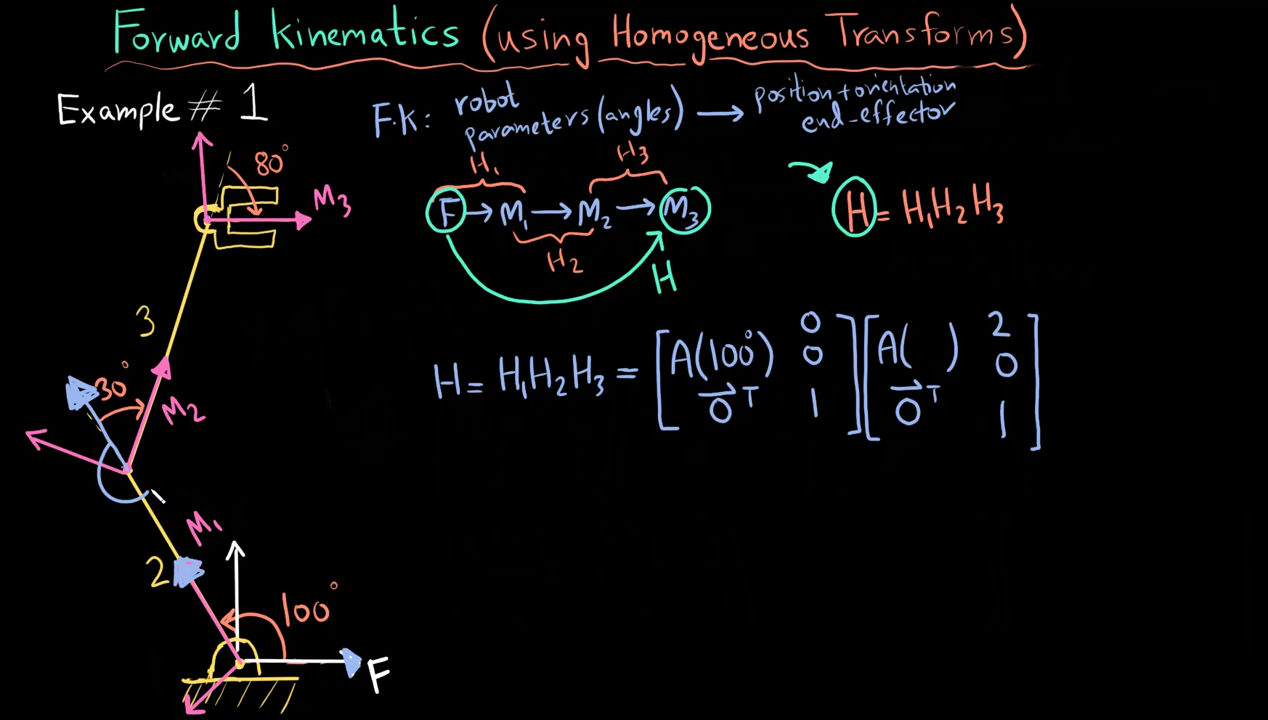 Forward kinematics (using Homogeneous Transforms)
Example # 1
F.K: robot parameters (angles) → position + orientation end-effector
H₁ H₃
F → M₁ → M₂ → M₃
H₂
H
H = H₁H₂H₃
80°
M₃
3
30°
M₂
M₁
2
100°
F
H = H₁H₂H₃ = [A(100°) 0 0 0⃗ᵀ 1] [A( ) 2 0 0⃗ᵀ 1]